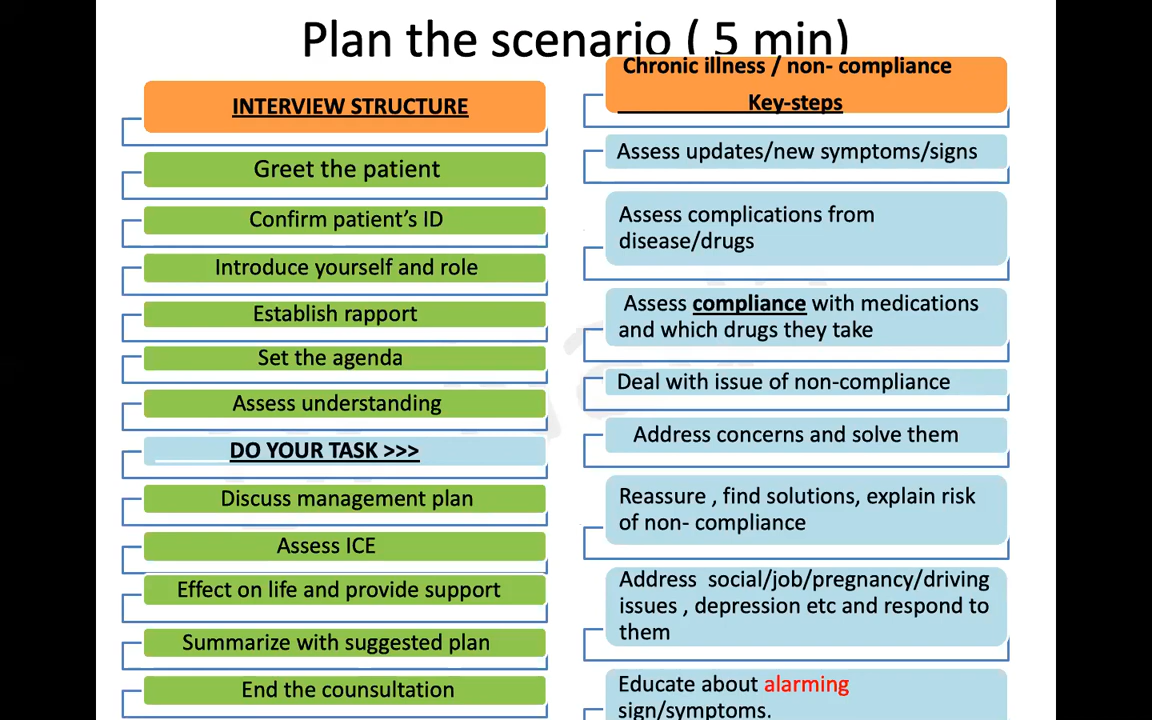 Plan the scenario ( 5 min)
INTERVIEW STRUCTURE
Greet the patient
Confirm patient's ID
Introduce yourself and role
Establish rapport
Set the agenda
Assess understanding
DO YOUR TASK >>>
Discuss management plan
Assess ICE
Effect on life and provide support
Summarize with suggested plan
End the counsultation
Chronic illness / non- compliance
Key-steps
Assess updates/new symptoms/signs
Assess complications from
disease/drugs
Assess compliance with medications
and which drugs they take
Deal with issue of non-compliance
Address concerns and solve them
Reassure , find solutions, explain risk
of non- compliance
Address social/job/pregnancy/driving
issues , depression etc and respond to
them
Educate about alarming
sign/symptoms.